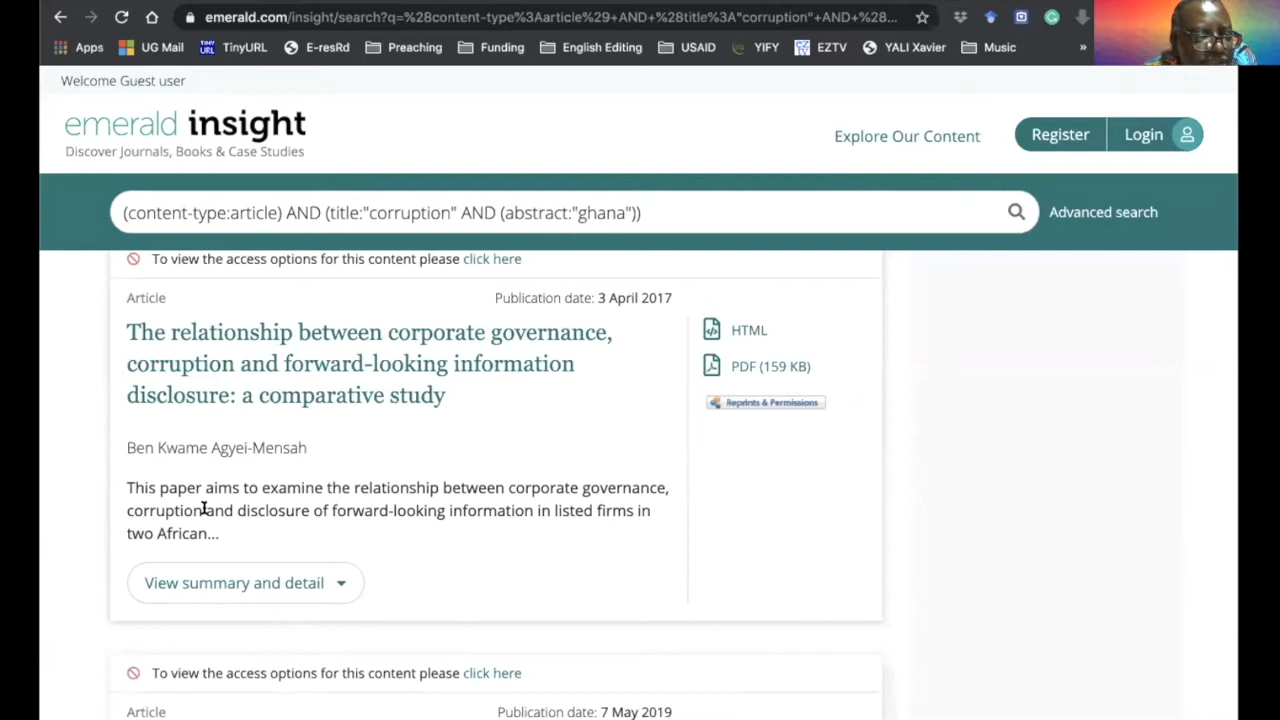 emerald.com/insight/search?q=%28content-type%3Aarticle%29+AND+%28title%3A"corruption"+AND+%28...
Apps UG Mail TINY URL TinyURL E-resRd Preaching Funding English Editing USAID YIFY EZTV YALI Xavier Music »
Welcome Guest user
emerald insight
Discover Journals, Books & Case Studies
Explore Our Content
Register
Login
(content-type:article) AND (title:"corruption" AND (abstract:"ghana"))
Advanced search
To view the access options for this content please click here
Article
Publication date: 3 April 2017
The relationship between corporate governance,
corruption and forward-looking information
disclosure: a comparative study
HTML
PDF (159 KB)
Reprints & Permissions
Ben Kwame Agyei-Mensah
This paper aims to examine the relationship between corporate governance,
corruption and disclosure of forward-looking information in listed firms in
two African...
View summary and detail
To view the access options for this content please click here
Article
Publication date: 7 May 2019